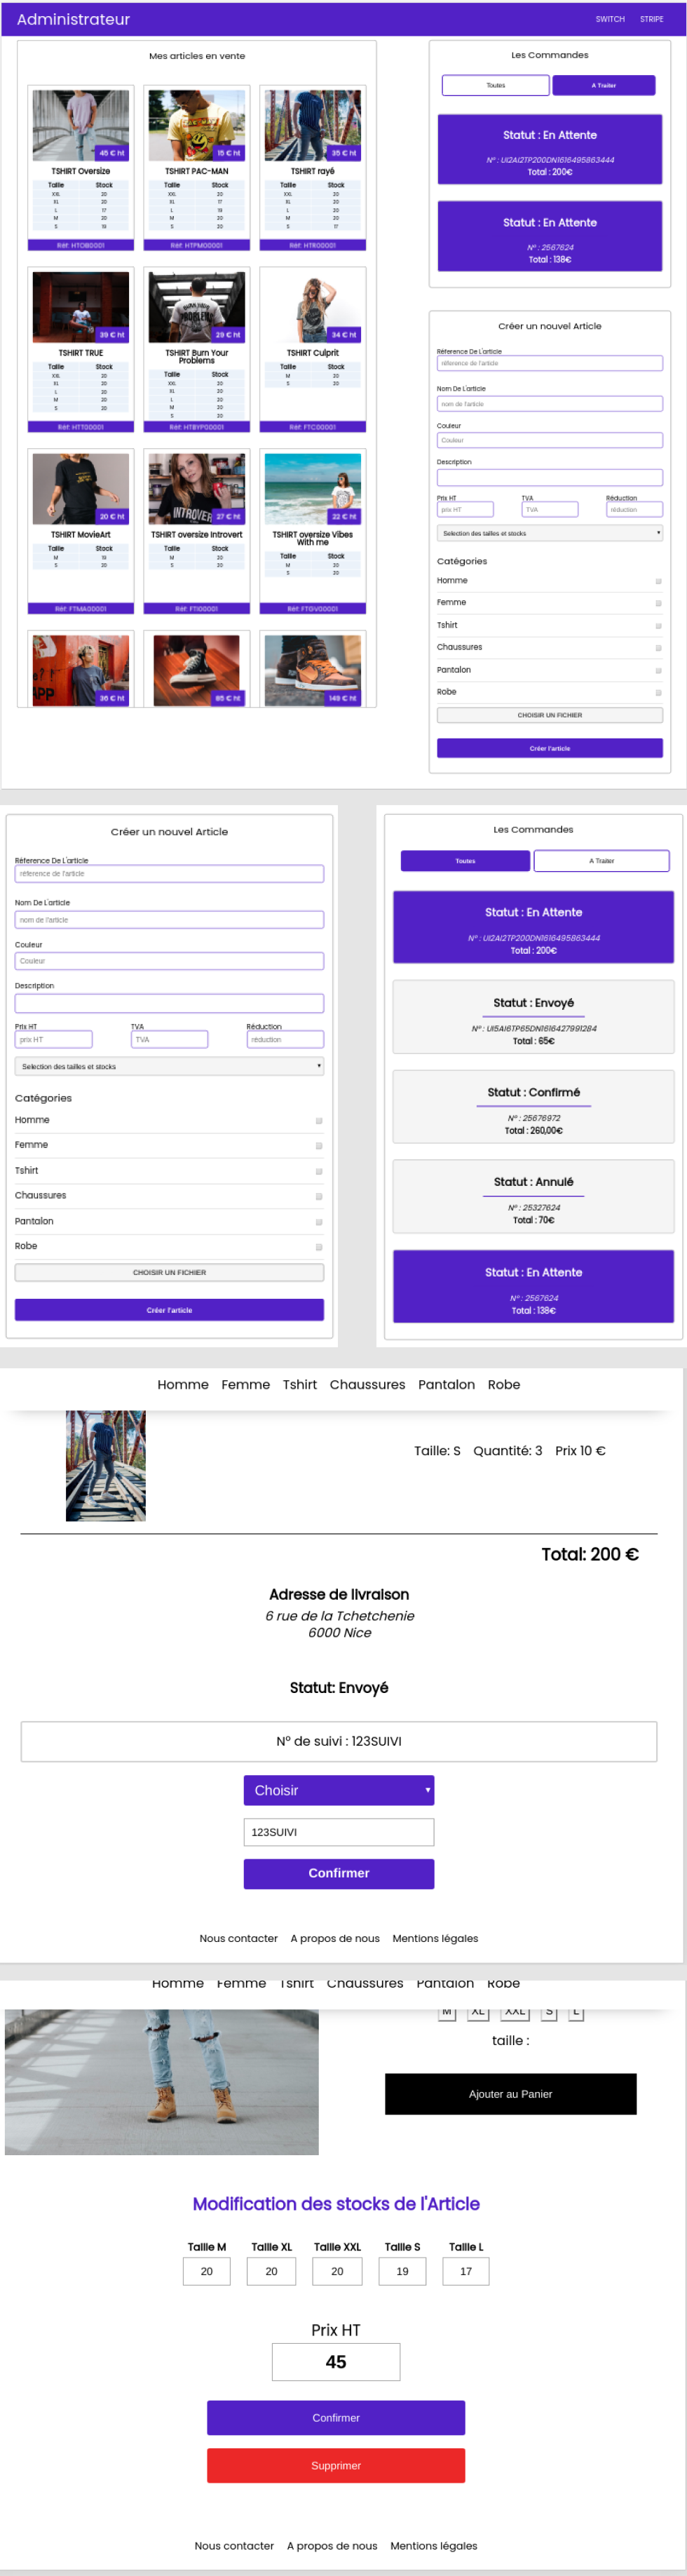 Administrateur
SWITCH STRIPE
Mes articles en vente
45 € ht
15 € ht
35 € ht
TSHIRT Oversize
TSHIRT PAC-MAN
TSHIRT rayé
Taille Stock
XXL 20
XL 17
L 17
M 20
S 19
Taille Stock
XXL 20
XL 17
L 19
M 20
S 20
Taille Stock
XXL 20
XL 20
L 20
M 20
S 17
Réf: HTOB00D1
Réf: HTPM00D1
Réf: HTR00D1
39 € ht
29 € ht
34 € ht
TSHIRT TRUE
TSHIRT Burn Your
Problems
TSHIRT Culprit
Taille Stock
XXL 20
XL 20
L 20
M 20
S 20
Taille Stock
XXL 20
XL 20
L 20
M 20
S 20
Taille Stock
M 20
S 20
Réf: HTT00D01
Réf: HTBYP00D1
Réf: FTC00D01
20 € ht
INTROVER
27 € ht
22 € ht
TSHIRT MovieArt
TSHIRT oversize Introvert
TSHIRT oversize Vibes
With me
Taille Stock
M 19
S 20
Taille Stock
M 20
S 20
Taille Stock
M 20
S 20
Réf: FTMA00D01
Réf: FTI00D01
Réf: FTGV00D01
36 € ht
85 € ht
149 € ht
Les Commandes
Toutes
A Traiter
Statut : En Attente
N° : UI2AI2TP200DN1616495863444
Total : 200€
Statut : En Attente
N° : 2567624
Total : 138€
Créer un nouvel Article
Réference De L'article
réference de l'article
Nom De L'article
nom de l'article
Couleur
Couleur
Description
Prix HT TVA Réduction
prix HT TVA réduction
Selection des tailles et stocks
Catégories
Homme
Femme
Tshirt
Chaussures
Pantalon
Robe
CHOISIR UN FICHIER
Créer l'article
Créer un nouvel Article
Réference De L'article
réference de l'article
Nom De L'article
nom de l'article
Couleur
Couleur
Description
Prix HT TVA Réduction
prix HT TVA réduction
Selection des tailles et stocks
Catégories
Homme
Femme
Tshirt
Chaussures
Pantalon
Robe
CHOISIR UN FICHIER
Créer l'article
Les Commandes
Toutes
A Traiter
Statut : En Attente
N° : UI2AI2TP200DN1616495863444
Total : 200€
Statut : Envoyé
N° : UI5AI6TP65DN1616427991284
Total : 65€
Statut : Confirmé
N° : 25676972
Total : 260,00€
Statut : Annulé
N° : 25327624
Total : 70€
Statut : En Attente
N° : 2567624
Total : 138€
Homme Femme Tshirt Chaussures Pantalon Robe
Taille: S Quantité: 3 Prix 10 €
Total: 200 €
Adresse de livraison
6 rue de la Tchetchenie
6000 Nice
Statut: Envoyé
N° de suivi : 123SUIVI
Choisir
123SUIVI
Confirmer
Nous contacter A propos de nous Mentions légales
Homme Femme Tshirt Chaussures Pantalon Robe
M XL XXL S L
taille :
Ajouter au Panier
Modification des stocks de l'Article
Taille M Taille XL Taille XXL Taille S Taille L
20 20 20 19 17
Prix HT
45
Confirmer
Supprimer
Nous contacter A propos de nous Mentions légales